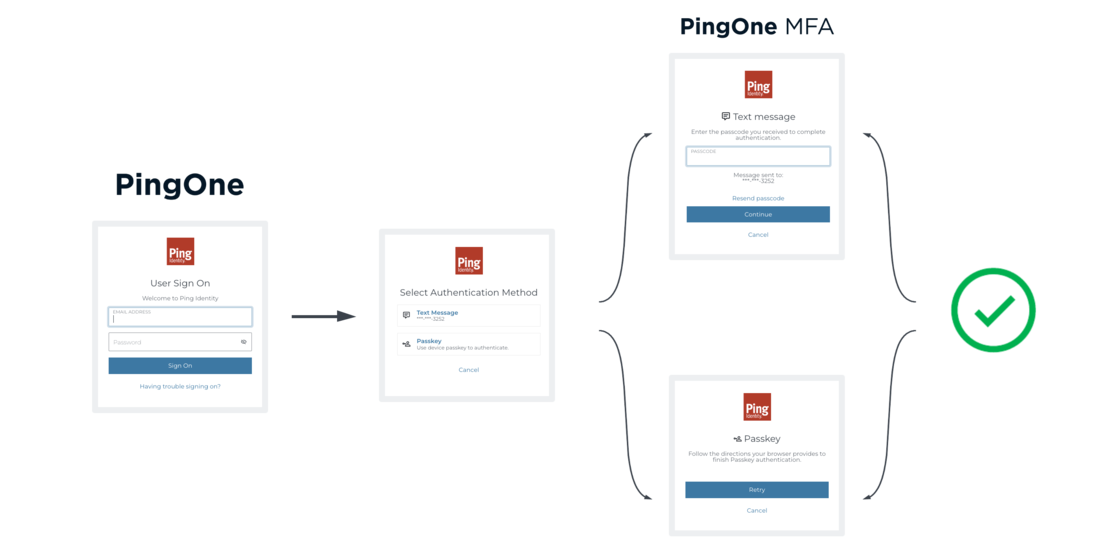 PingOne
Ping
Identity
User Sign On
Welcome to Ping Identity
EMAIL ADDRESS
Password
Sign On
Having trouble signing on?
Ping
Identity
Select Authentication Method
Text Message
***-***-3252
Passkey
Use device passkey to authenticate
Cancel
PingOne MFA
Ping
Identity
Text message
Enter the passcode you received to complete
authentication.
PASSCODE
Message sent to:
***-***-3252
Resend passcode
Continue
Cancel
Ping
Identity
Passkey
Follow the directions your browser provides to
finish Passkey authentication.
Retry
Cancel